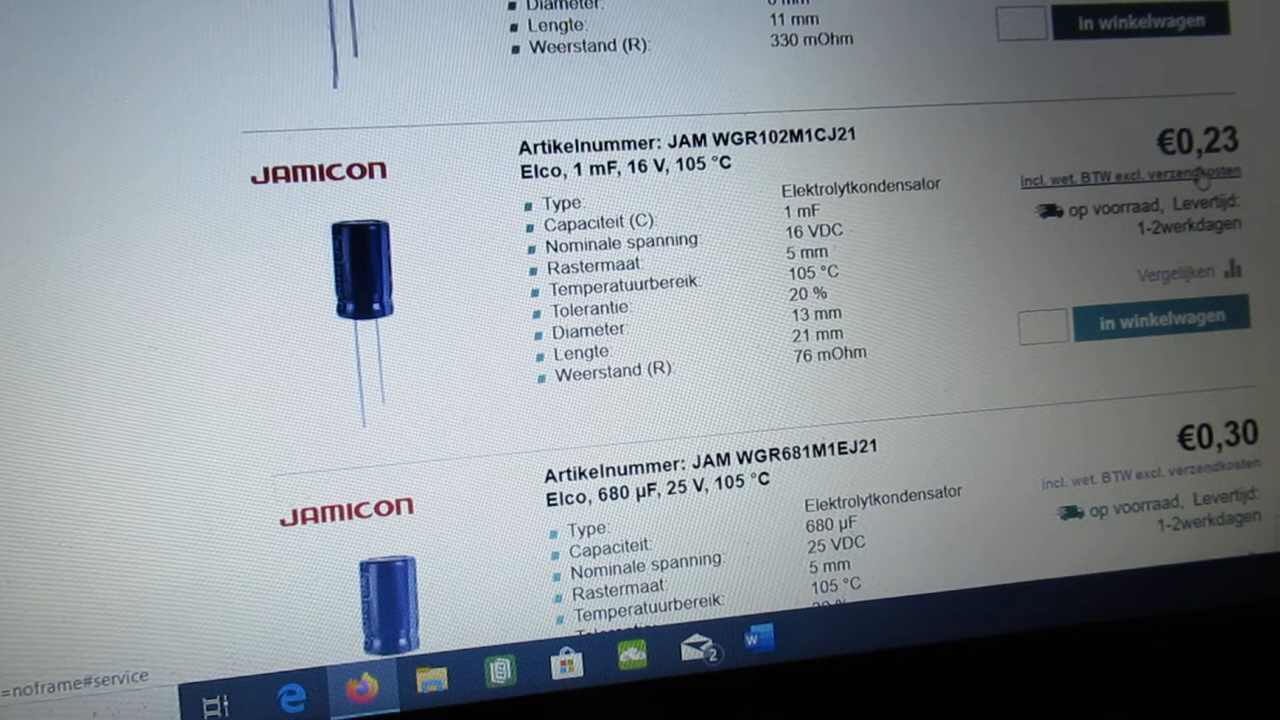 Diameter:
Lengte:
11 mm
Weerstand (R):
330 mOhm
in winkelwagen
JAMICON
Artikelnummer: JAM WGR102M1CJ21
Elco, 1 mF, 16 V, 105 °C
€0,23
incl. wet. BTW excl. verzendkosten
Type:
Elektrolytkondensator
Capaciteit (C):
1 mF
Nominale spanning:
16 VDC
Rastermaat:
5 mm
Temperatuurbereik:
105 °C
Tolerantie:
20 %
Diameter:
13 mm
Lengte:
21 mm
Weerstand (R):
76 mOhm
op voorraad, Levertijd:
1-2werkdagen
Vergelijken
in winkelwagen
JAMICON
Artikelnummer: JAM WGR681M1EJ21
Elco, 680 µF, 25 V, 105 °C
€0,30
incl. wet. BTW excl. verzendkosten
Type:
Elektrolytkondensator
Capaciteit:
680 µF
Nominale spanning:
25 VDC
Rastermaat:
5 mm
Temperatuurbereik:
105 °C
op voorraad, Levertijd:
1-2werkdagen
=noframe#service
2
W